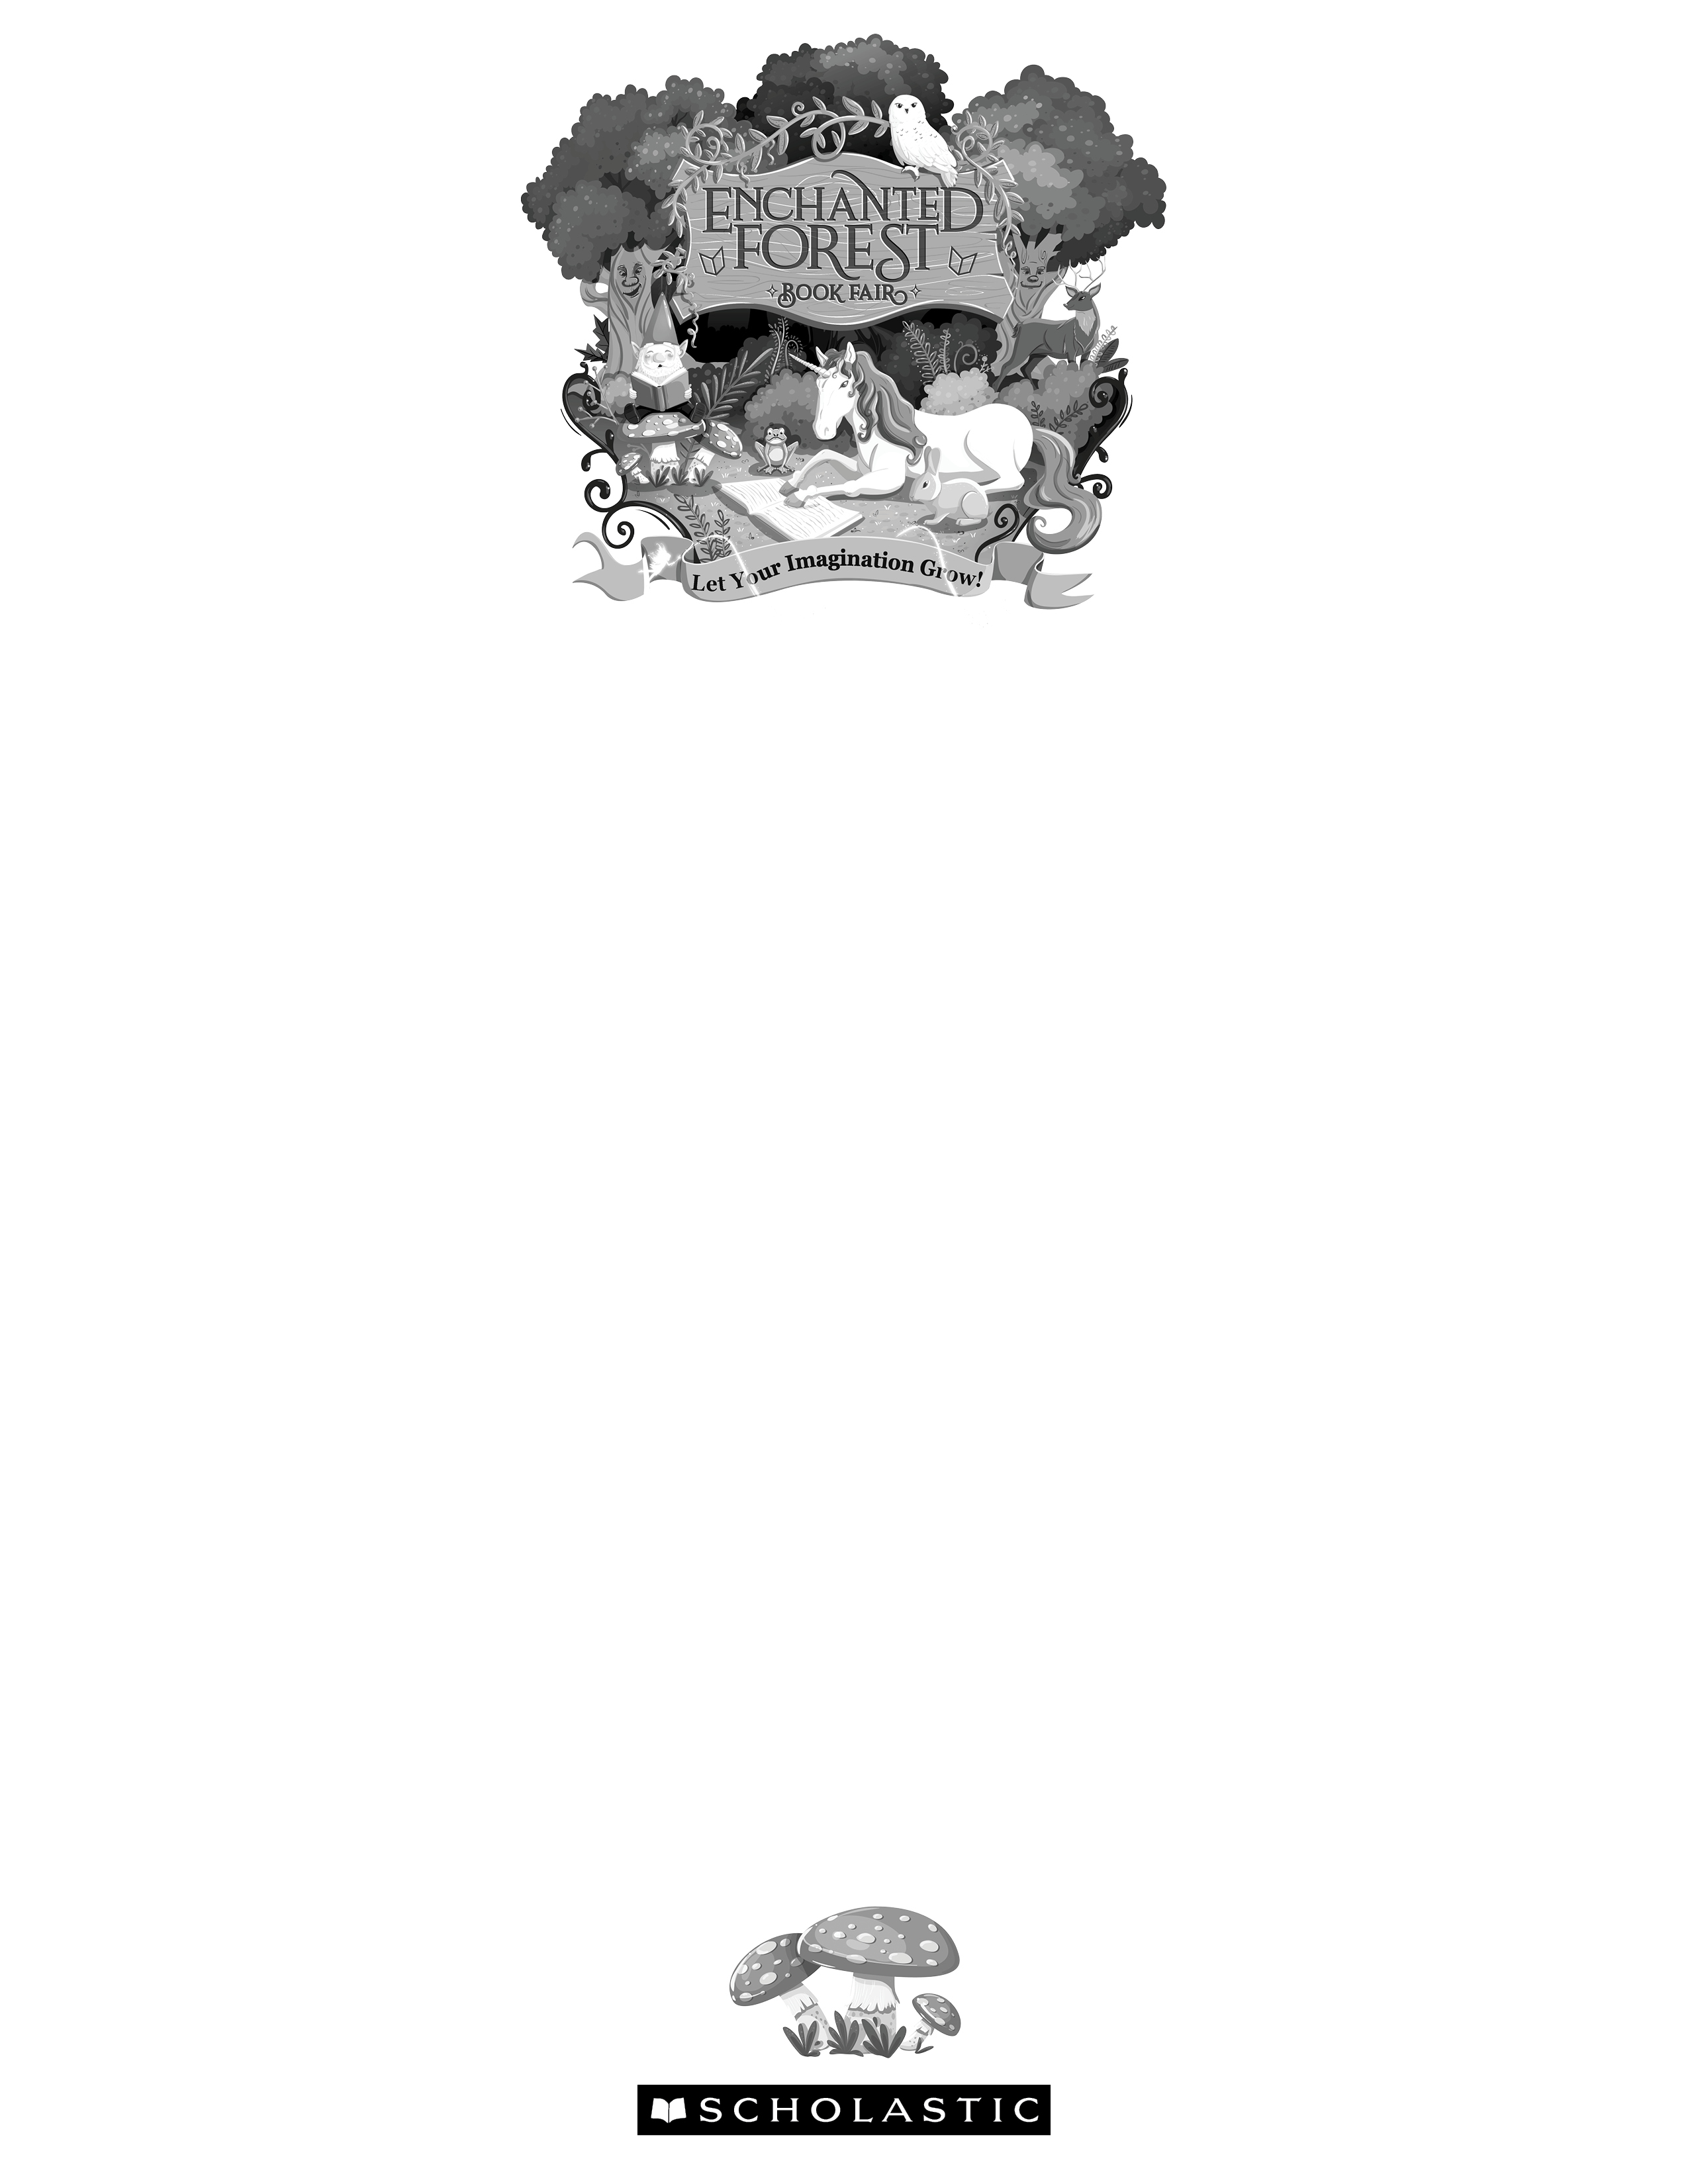 ENCHANTED
FOREST
BOOK FAIR
Let Your Imagination Grow!
SCHOLASTIC